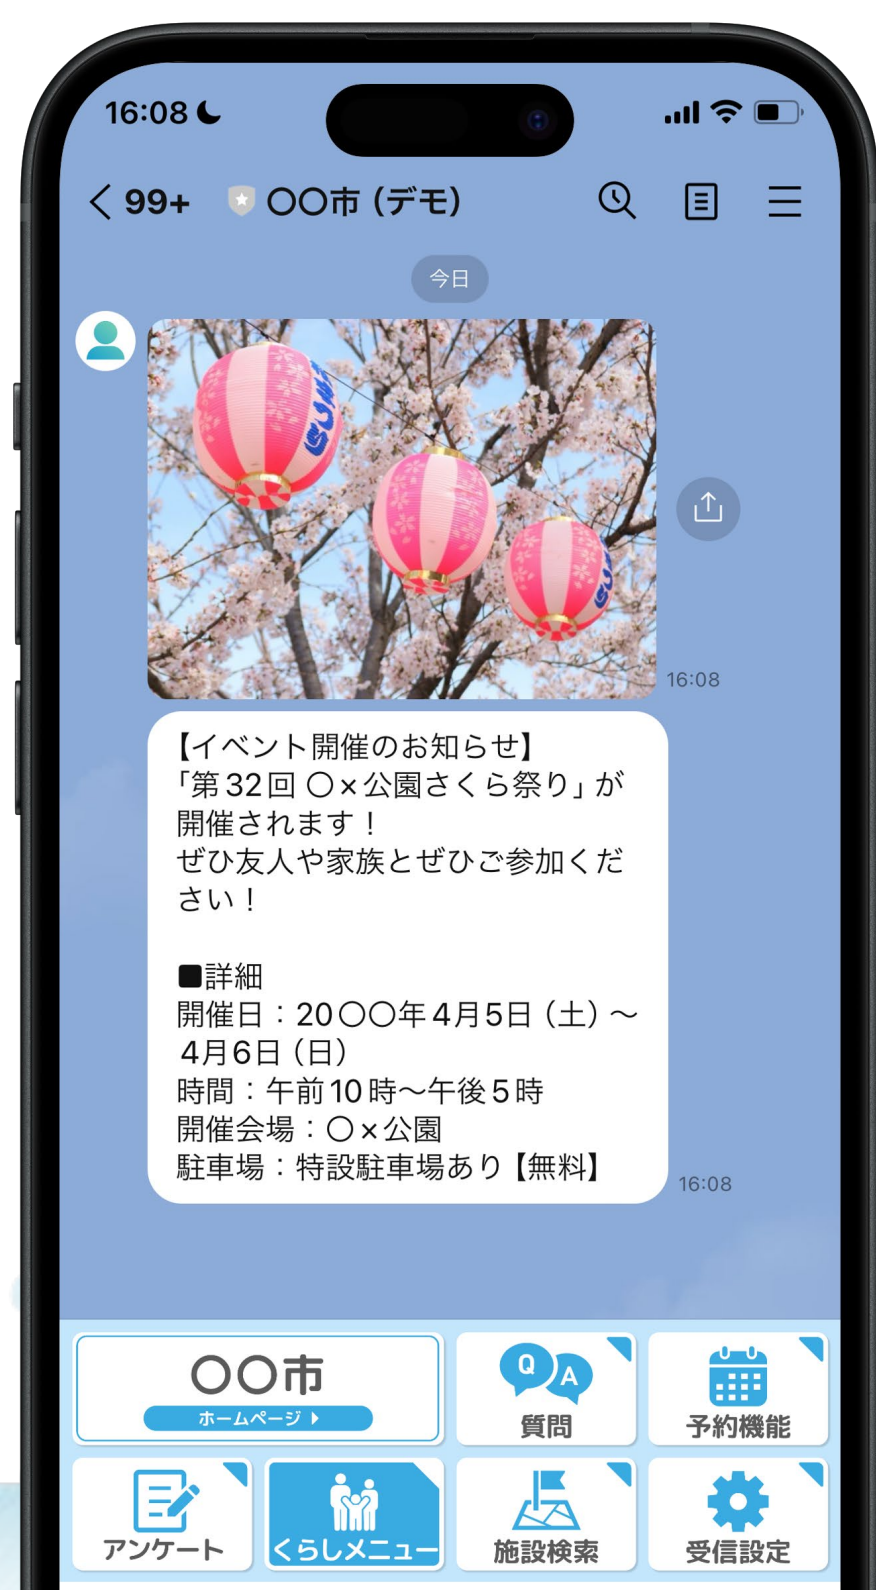 16:08
99+ 〇〇市（デモ）
今日
16:08
【イベント開催のお知らせ】
「第32回 〇×公園さくら祭り」が
開催されます！
ぜひ友人や家族とぜひご参加くだ
さい！
■詳細
開催日：20〇〇年4月5日（土）～
4月6日（日）
時間：午前10時～午後5時
開催会場：〇×公園
駐車場：特設駐車場あり【無料】
16:08
〇〇市
ホームページ
Q A
質問
予約機能
アンケート
くらしメニュー
施設検索
受信設定